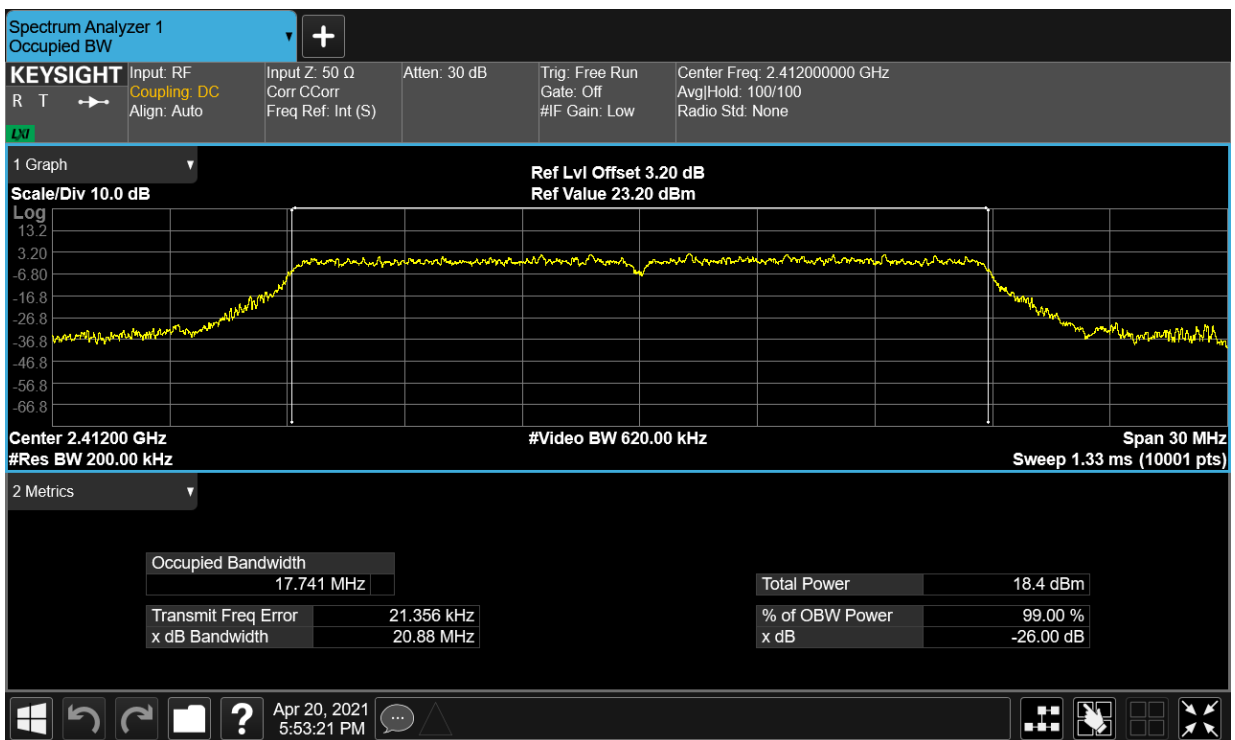 Spectrum Analyzer 1
Occupied BW
KEYSIGHT
R T
LXI
Input: RF
Coupling: DC
Align: Auto
Input Z: 50 Ω
Corr CCorr
Freq Ref: Int (S)
Atten: 30 dB
Trig: Free Run
Gate: Off
#IF Gain: Low
Center Freq: 2.412000000 GHz
Avg|Hold: 100/100
Radio Std: None
1 Graph
Scale/Div 10.0 dB
Ref Lvl Offset 3.20 dB
Ref Value 23.20 dBm
Log
13.2
3.20
-6.80
-16.8
-26.8
-36.8
-46.8
-56.8
-66.8
Center 2.41200 GHz
#Res BW 200.00 kHz
#Video BW 620.00 kHz
Span 30 MHz
Sweep 1.33 ms (10001 pts)
2 Metrics
Occupied Bandwidth
17.741 MHz
Transmit Freq Error 21.356 kHz
x dB Bandwidth 20.88 MHz
Total Power 18.4 dBm
% of OBW Power 99.00 %
x dB -26.00 dB
?
Apr 20, 2021
5:53:21 PM